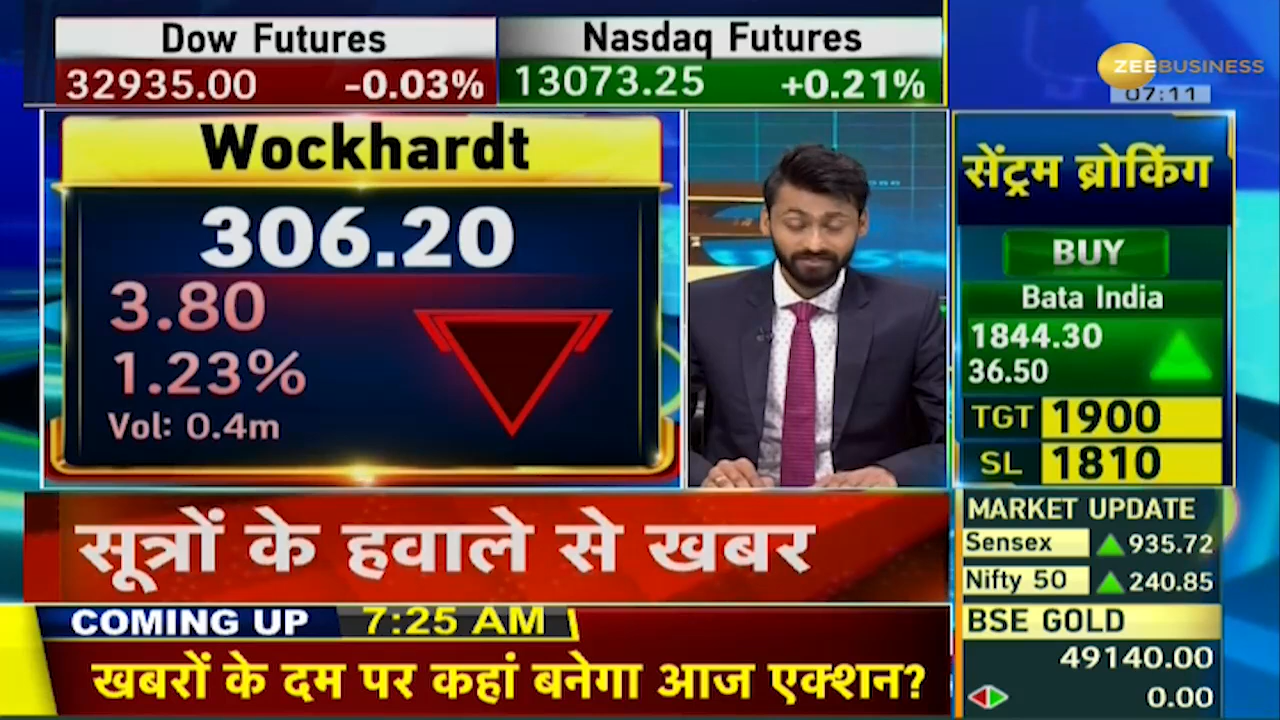 Dow Futures
32935.00 -0.03%
Nasdaq Futures
13073.25 +0.21%
ZEEBUSINESS
07:11
Wockhardt
306.20
3.80
1.23%
Vol: 0.4m
सेंट्रम ब्रोकिंग
BUY
Bata India
1844.30
36.50
TGT 1900
SL 1810
सूत्रों के हवाले से खबर
MARKET UPDATE
Sensex 935.72
Nifty 50 240.85
BSE GOLD
49140.00
0.00
COMING UP 7:25 AM
खबरों के दम पर कहां बनेगा आज एक्शन?